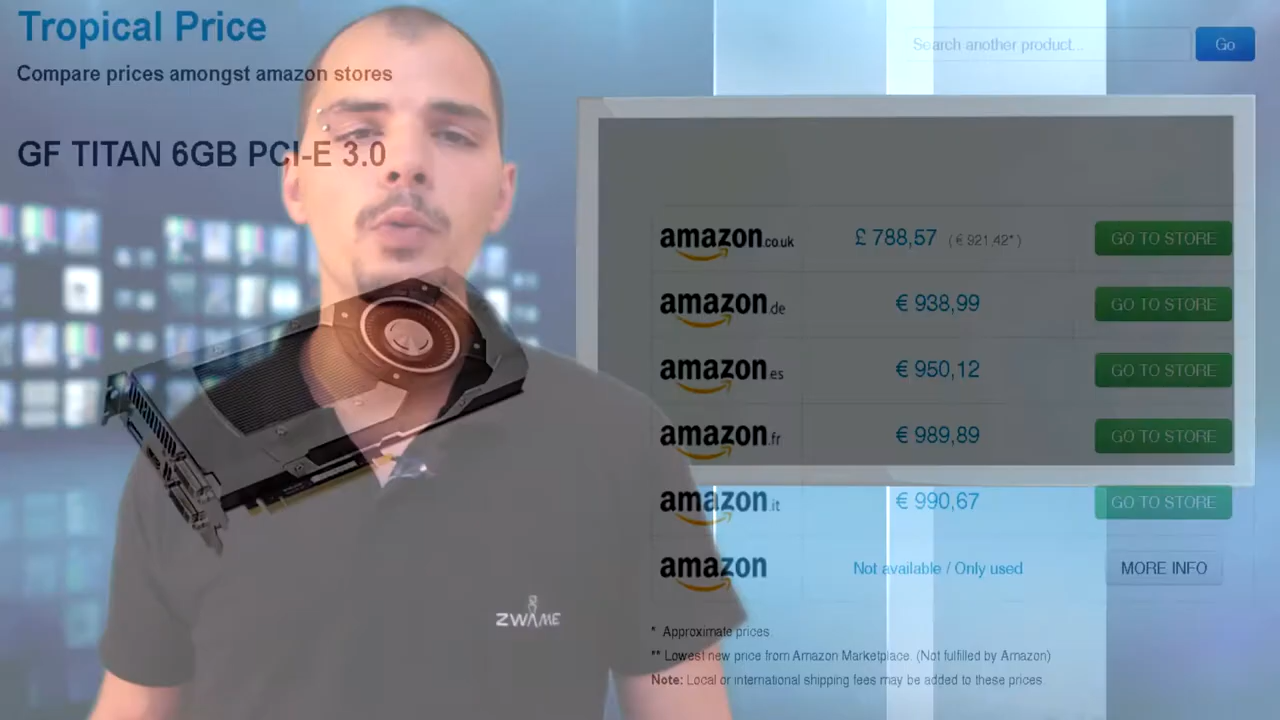 Tropical Price
Search another product...
Go
Compare prices amongst amazon stores
GF TITAN 6GB PCI-E 3.0
amazon.co.uk £ 788,57 ( € 921,42* ) GO TO STORE
amazon.de € 938,99 GO TO STORE
amazon.es € 950,12 GO TO STORE
amazon.fr € 989,89 GO TO STORE
amazon.it € 990,67 GO TO STORE
amazon Not available / Only used MORE INFO
ZWAME
* Approximate prices.
** Lowest new price from Amazon Marketplace. (Not fulfilled by Amazon)
Note: Local or international shipping fees may be added to these prices.